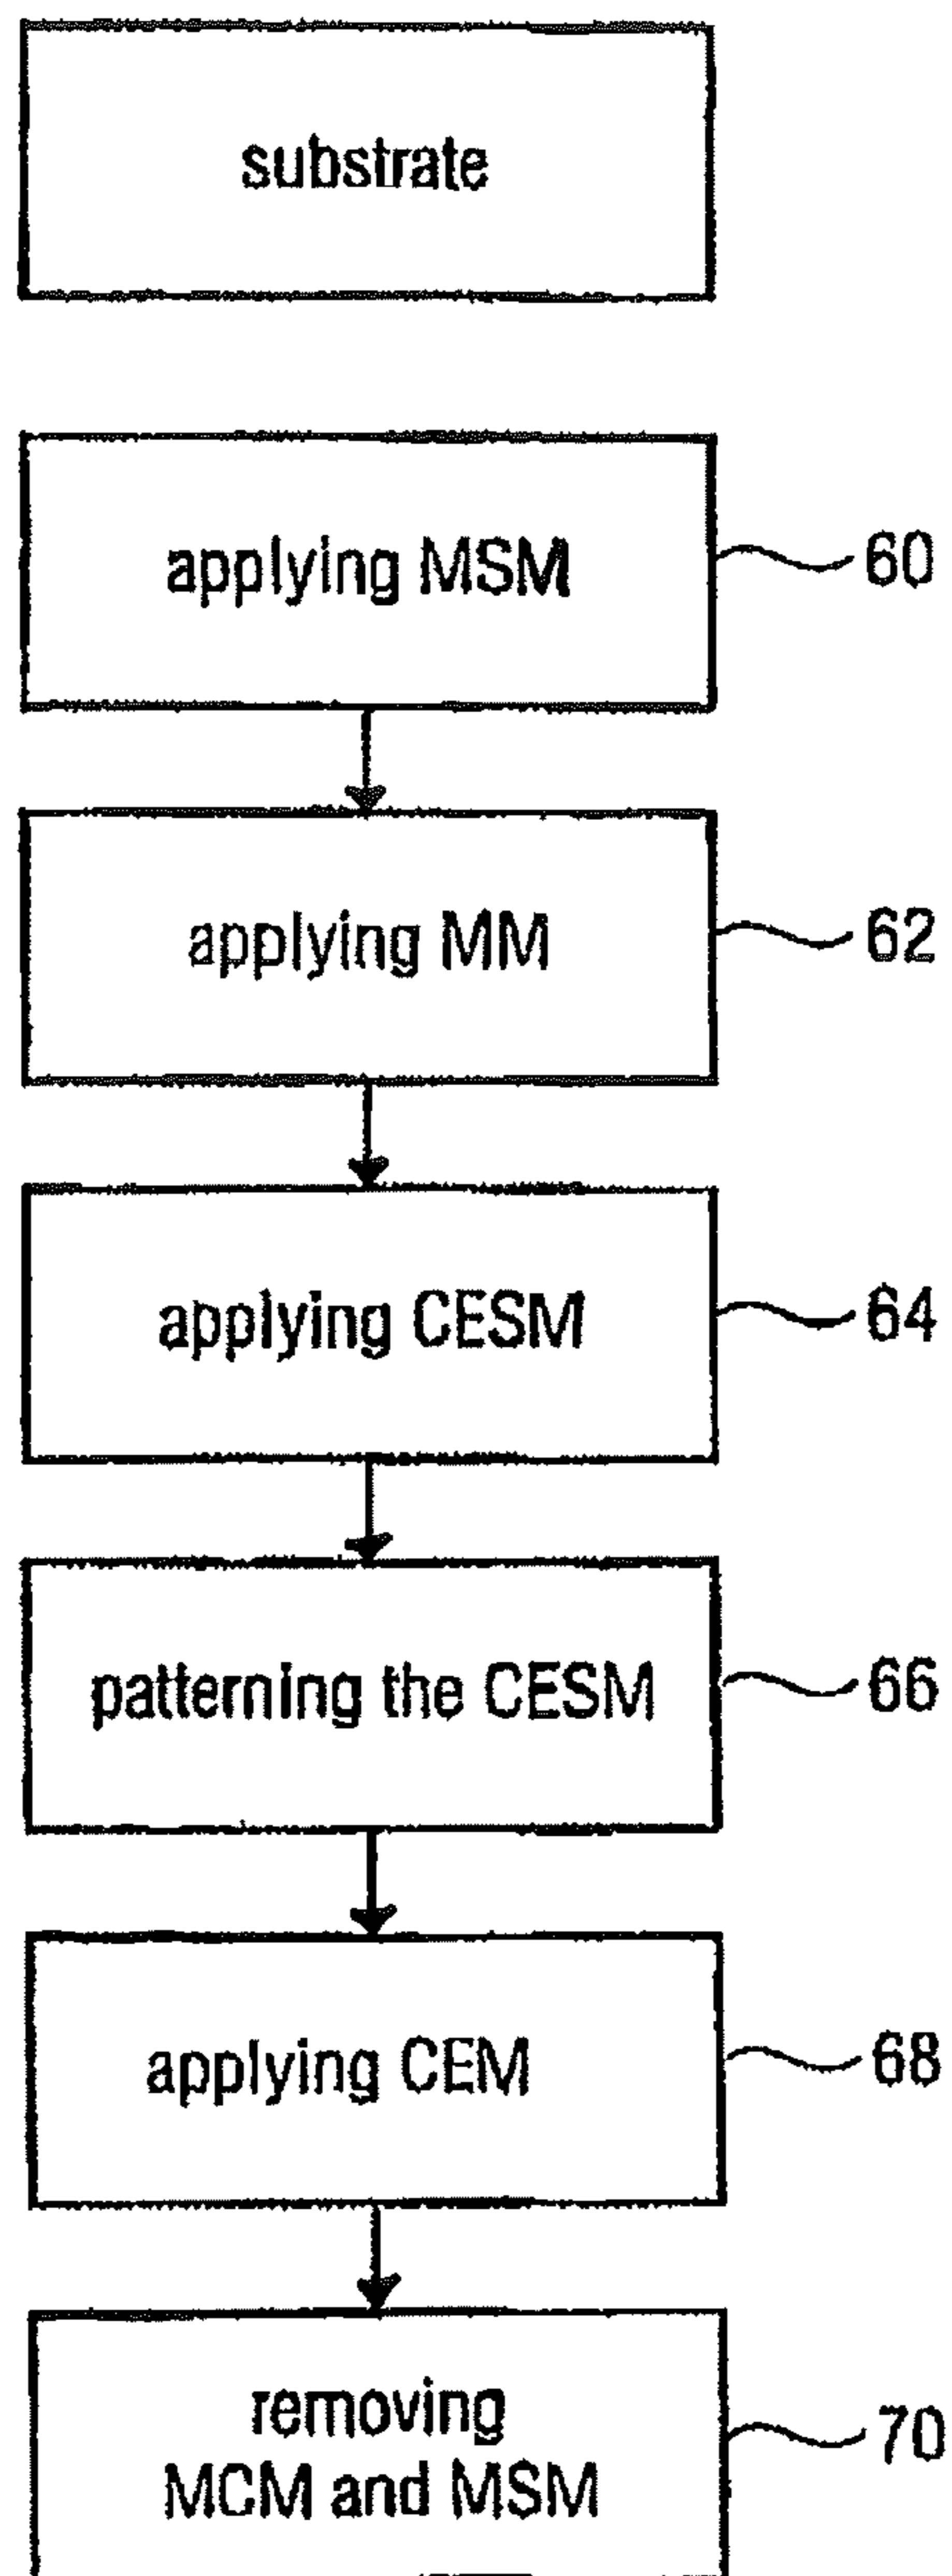 substrate
applying MSM
60
applying MM
62
applying CESM
64
patterning the CESM
66
applying CEM
68
removing
MCM and MSM
70